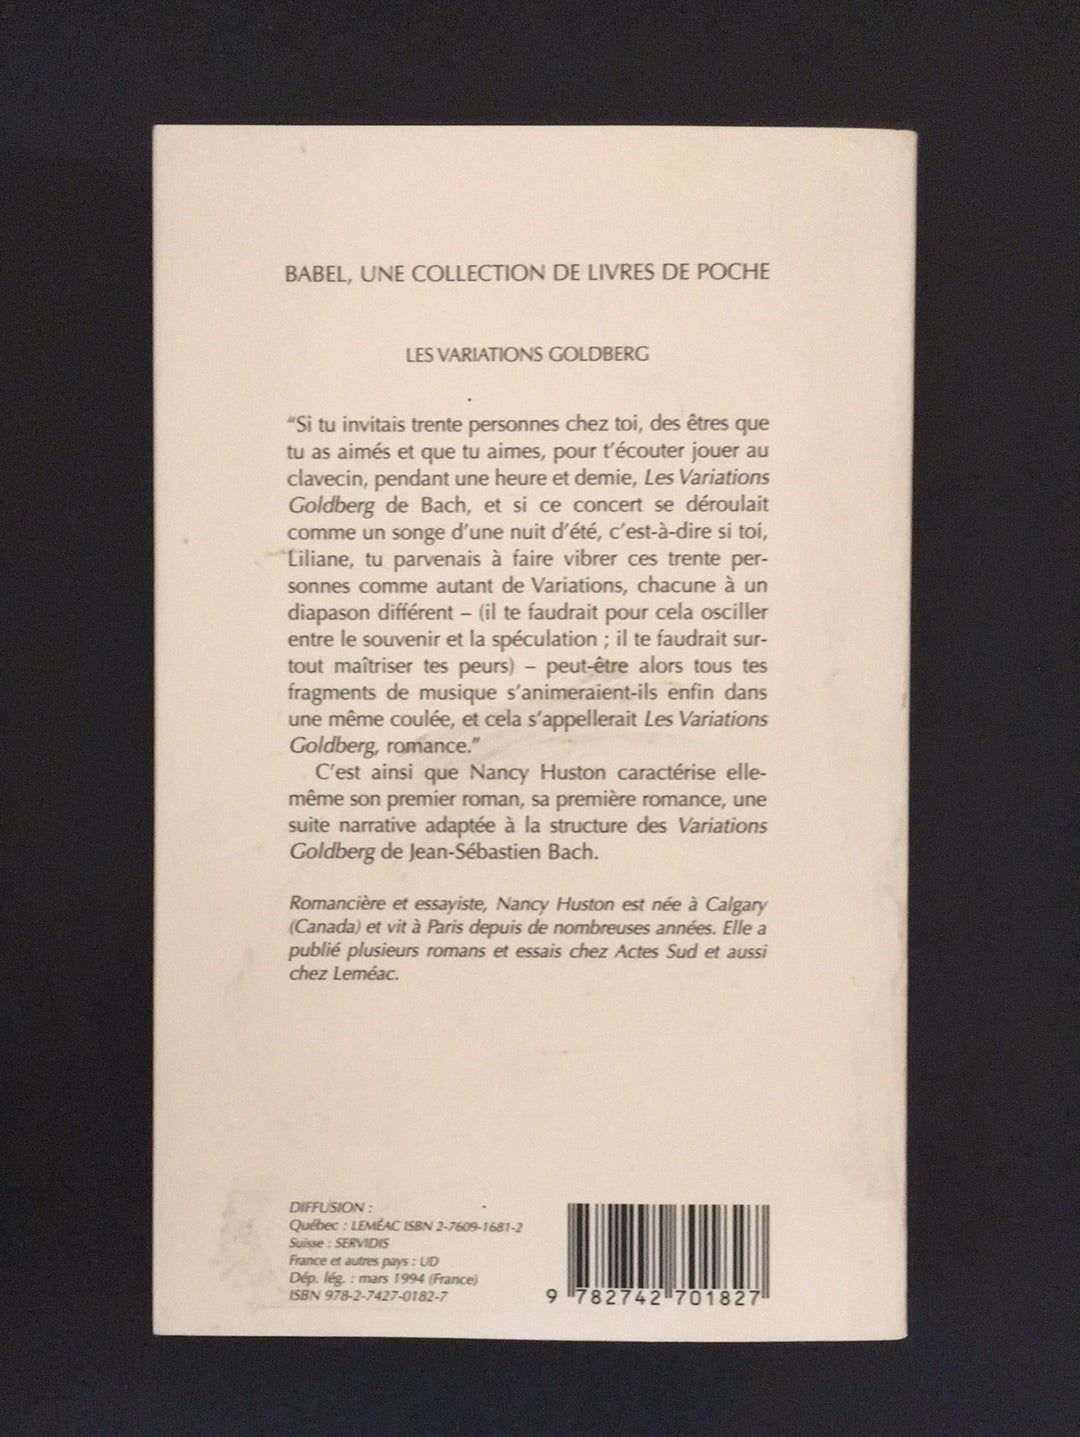 BABEL, UNE COLLECTION DE LIVRES DE POCHE
LES VARIATIONS GOLDBERG
“Si tu invitais trente personnes chez toi, des êtres que
tu as aimés et que tu aimes, pour t’écouter jouer au
clavecin, pendant une heure et demie, Les Variations
Goldberg de Bach, et si ce concert se déroulait
comme un songe d’une nuit d’été, c’est-à-dire si toi,
Liliane, tu parvenais à faire vibrer ces trente per-
sonnes comme autant de Variations, chacune à un
diapason différent – (il te faudrait pour cela osciller
entre le souvenir et la spéculation ; il te faudrait sur-
tout maîtriser tes peurs) – peut-être alors tous tes
fragments de musique s’animeraient-ils enfin dans
une même coulée, et cela s’appellerait Les Variations
Goldberg, romance.”
C’est ainsi que Nancy Huston caractérise elle-
même son premier roman, sa première romance, une
suite narrative adaptée à la structure des Variations
Goldberg de Jean-Sébastien Bach.
Romancière et essayiste, Nancy Huston est née à Calgary
(Canada) et vit à Paris depuis de nombreuses années. Elle a
publié plusieurs romans et essais chez Actes Sud et aussi
chez Leméac.
DIFFUSION :
Québec : LEMÉAC ISBN 2-7609-1681-2
Suisse : SERVIDIS
France et autres pays : UD
Dép. lég. : mars 1994 (France)
ISBN 978-2-7427-0182-7
9 782742 701827